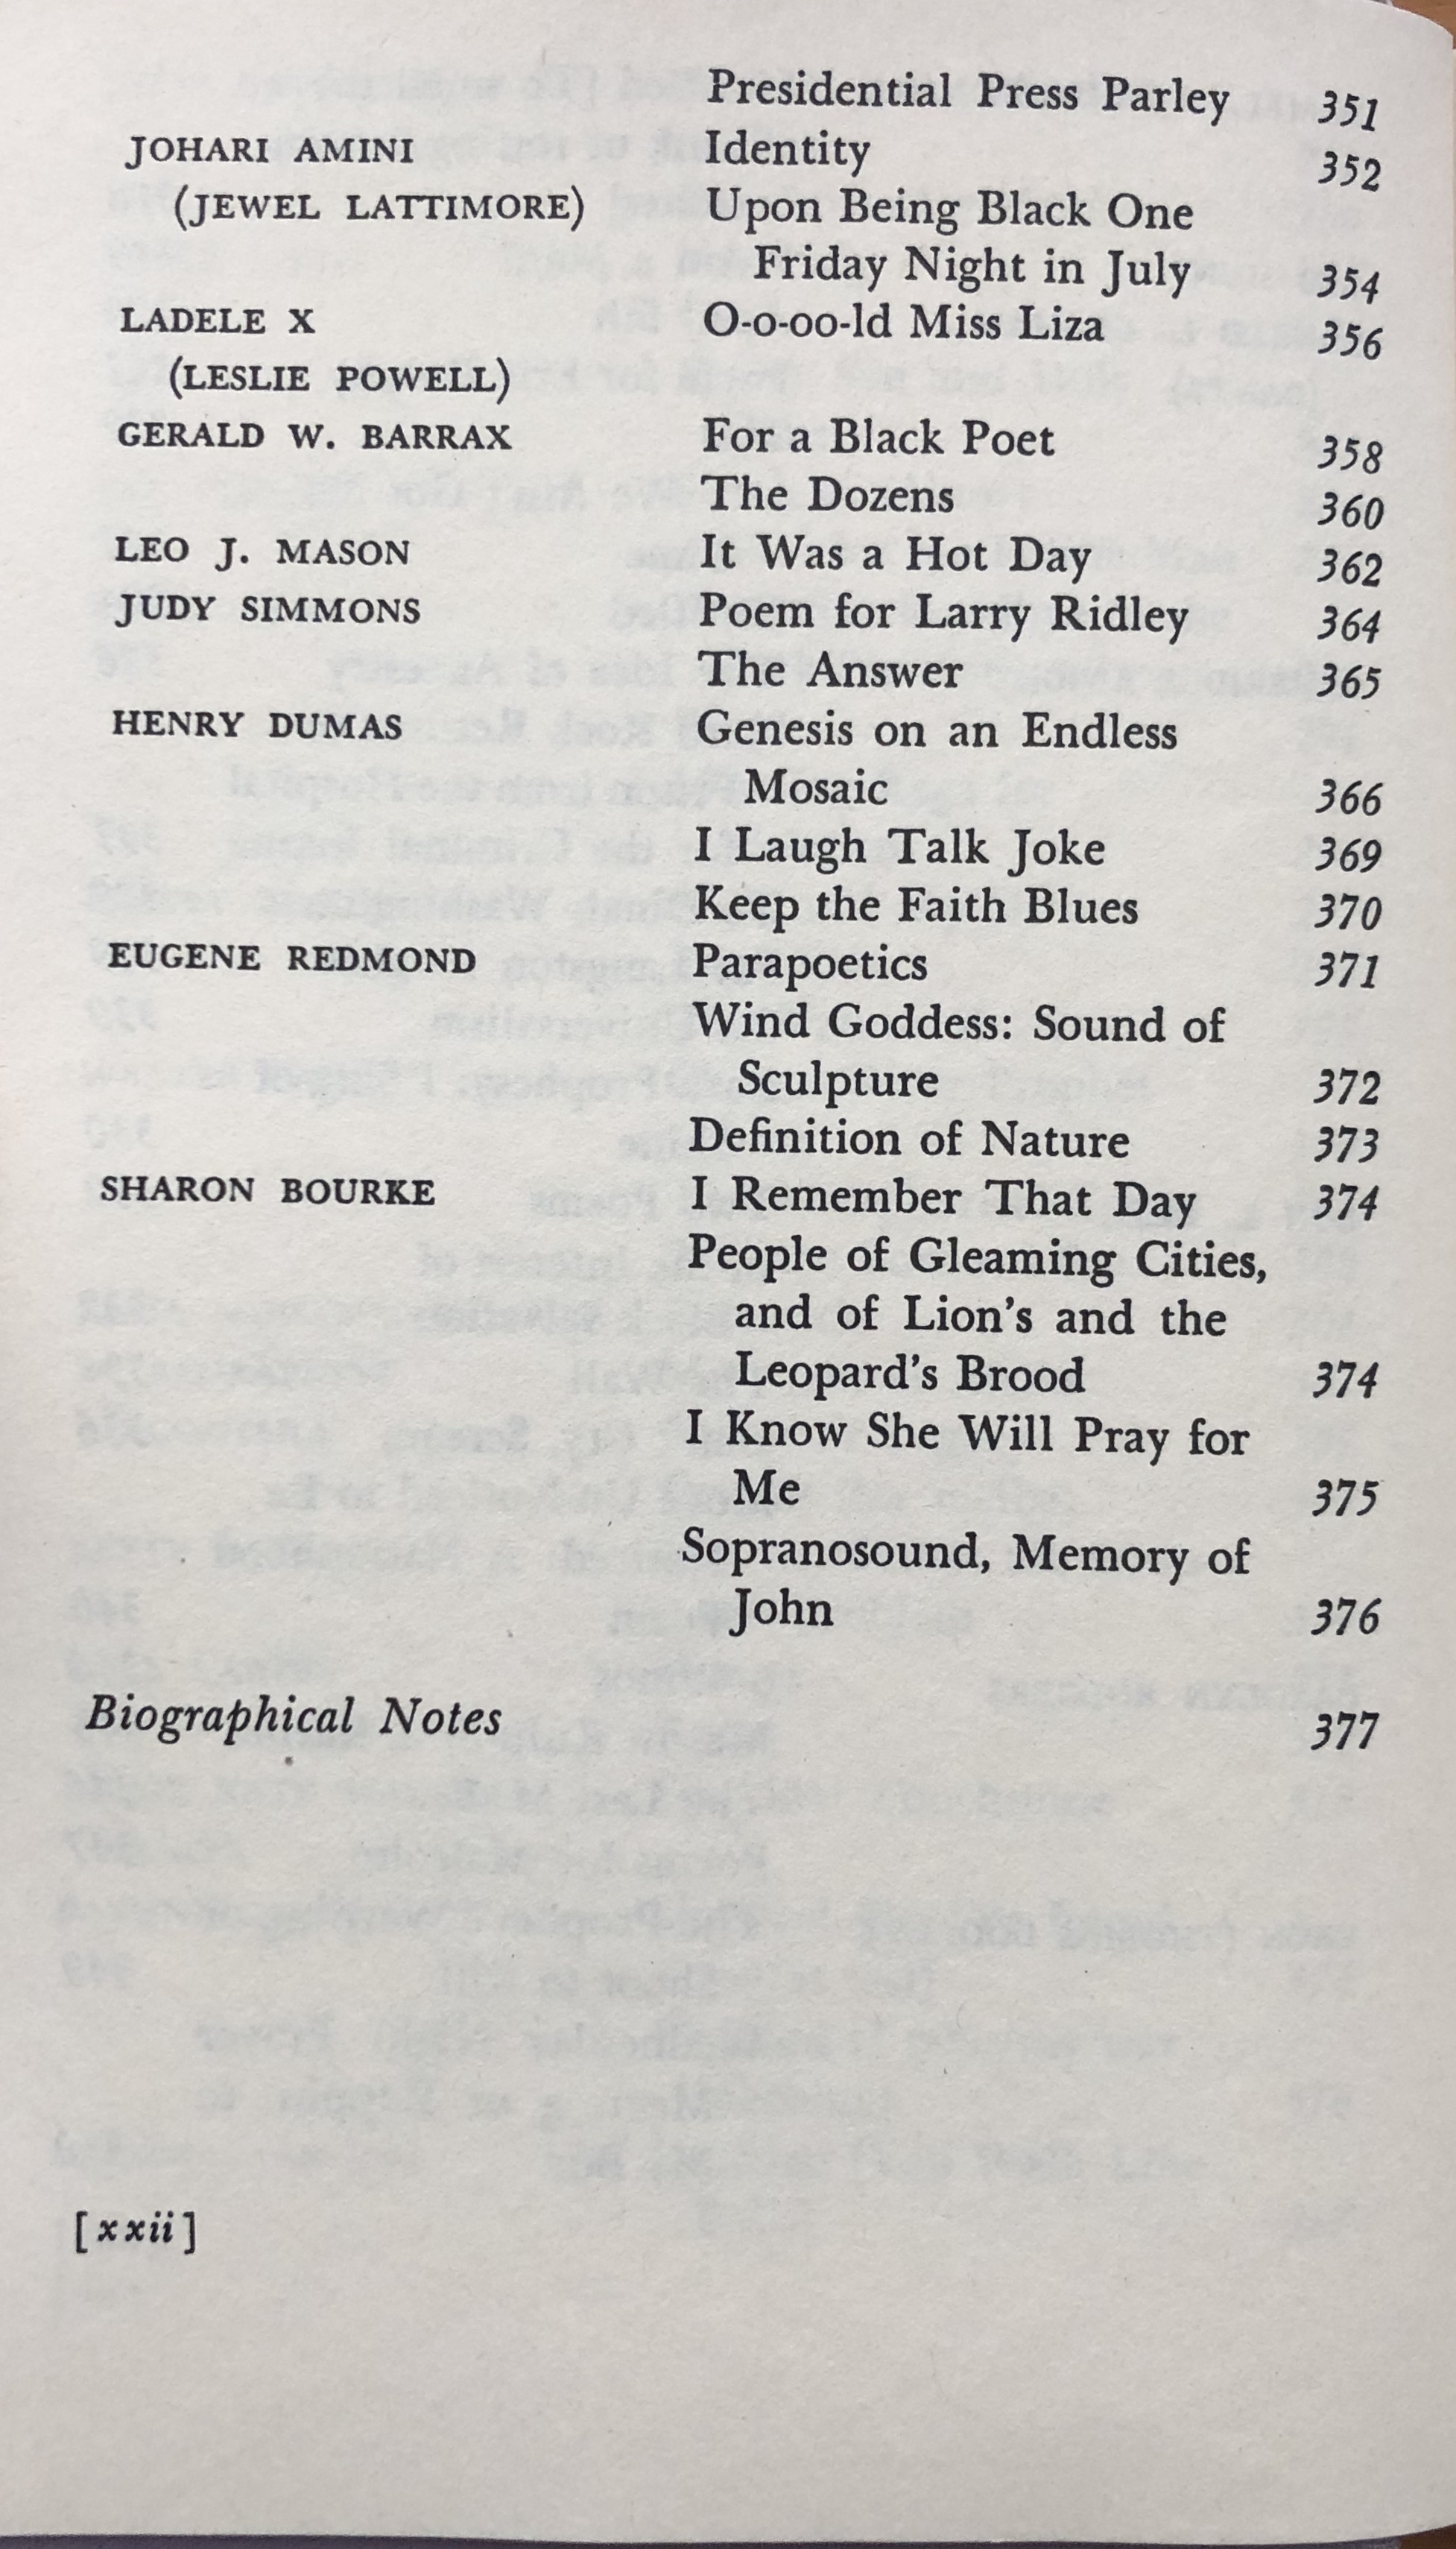 Presidential Press Parley 351
JOHARI AMINI Identity 352
(JEWEL LATTIMORE) Upon Being Black One
Friday Night in July 354
LADELE X O-o-oo-ld Miss Liza 356
(LESLIE POWELL)
GERALD W. BARRAX For a Black Poet 358
The Dozens 360
LEO J. MASON It Was a Hot Day 362
JUDY SIMMONS Poem for Larry Ridley 364
The Answer 365
HENRY DUMAS Genesis on an Endless
Mosaic 366
I Laugh Talk Joke 369
Keep the Faith Blues 370
EUGENE REDMOND Parapoetics 371
Wind Goddess: Sound of
Sculpture 372
Definition of Nature 373
SHARON BOURKE I Remember That Day 374
People of Gleaming Cities,
and of Lion's and the
Leopard's Brood 374
I Know She Will Pray for
Me 375
Sopranosound, Memory of
John 376
Biographical Notes 377
[xxii]